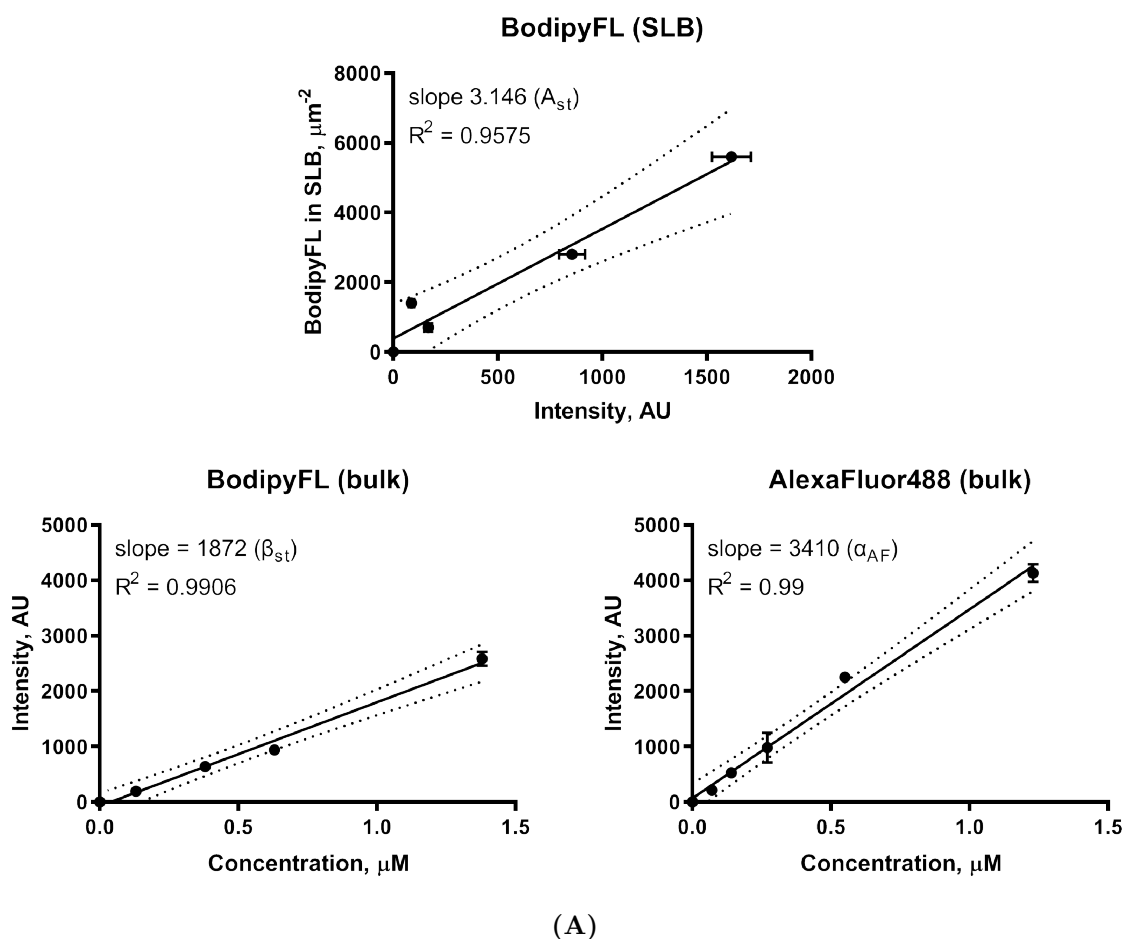 BodipyFL (SLB)
BodipyFL in SLB, μm⁻²
8000
6000
4000
2000
0
slope 3.146 (A_st)
R² = 0.9575
0 500 1000 1500 2000
Intensity, AU
BodipyFL (bulk)
Intensity, AU
5000
4000
3000
2000
1000
0
slope = 1872 (β_st)
R² = 0.9906
0.0 0.5 1.0 1.5
Concentration, μM
AlexaFluor488 (bulk)
Intensity, AU
5000
4000
3000
2000
1000
0
slope = 3410 (α_AF)
R² = 0.99
0.0 0.5 1.0 1.5
Concentration, μM
(A)